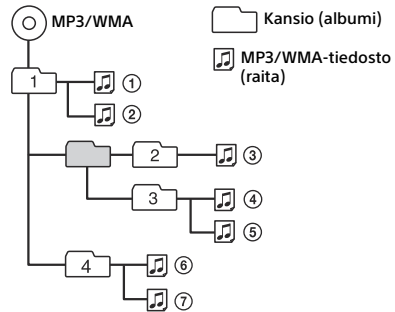 MP3/WMA
Kansio (albumi)
MP3/WMA-tiedosto
(raita)
1
①
②
2
③
3
④
⑤
4
⑥
⑦